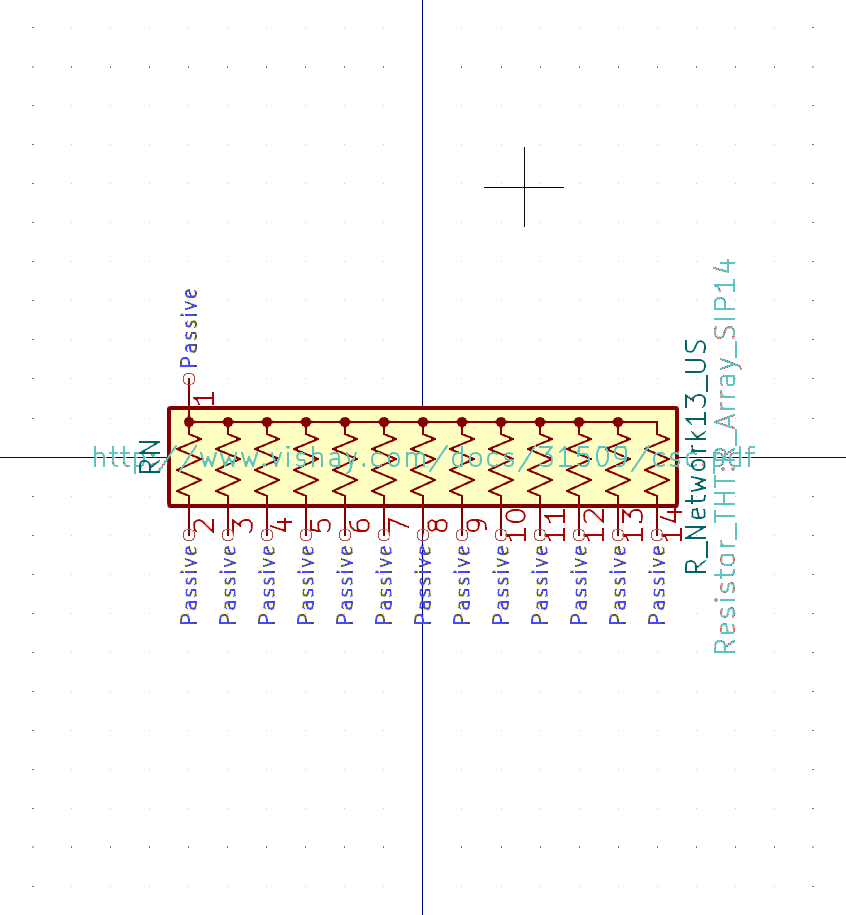 Passive
1
RN
http://www.vishay.com/docs/31509/csc.pdf
R_Network13_US
Resistor_THT:R_Array_SIP14
2 3 4 5 6 7 8 9 10 11 12 13 14
Passive Passive Passive Passive Passive Passive Passive Passive Passive Passive Passive Passive Passive